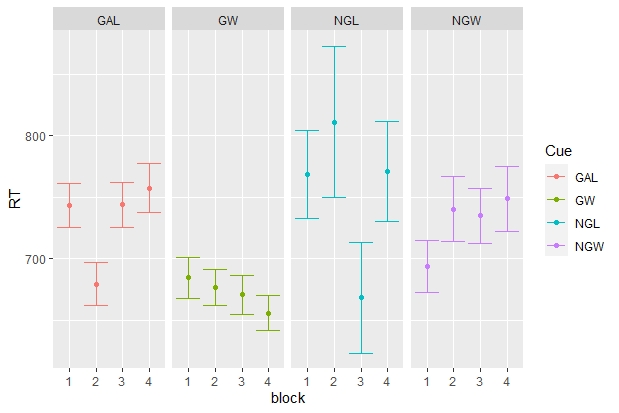 GAL GW NGL NGW
RT
800
700
1 2 3 4 1 2 3 4 1 2 3 4 1 2 3 4
block
Cue
GAL
GW
NGL
NGW